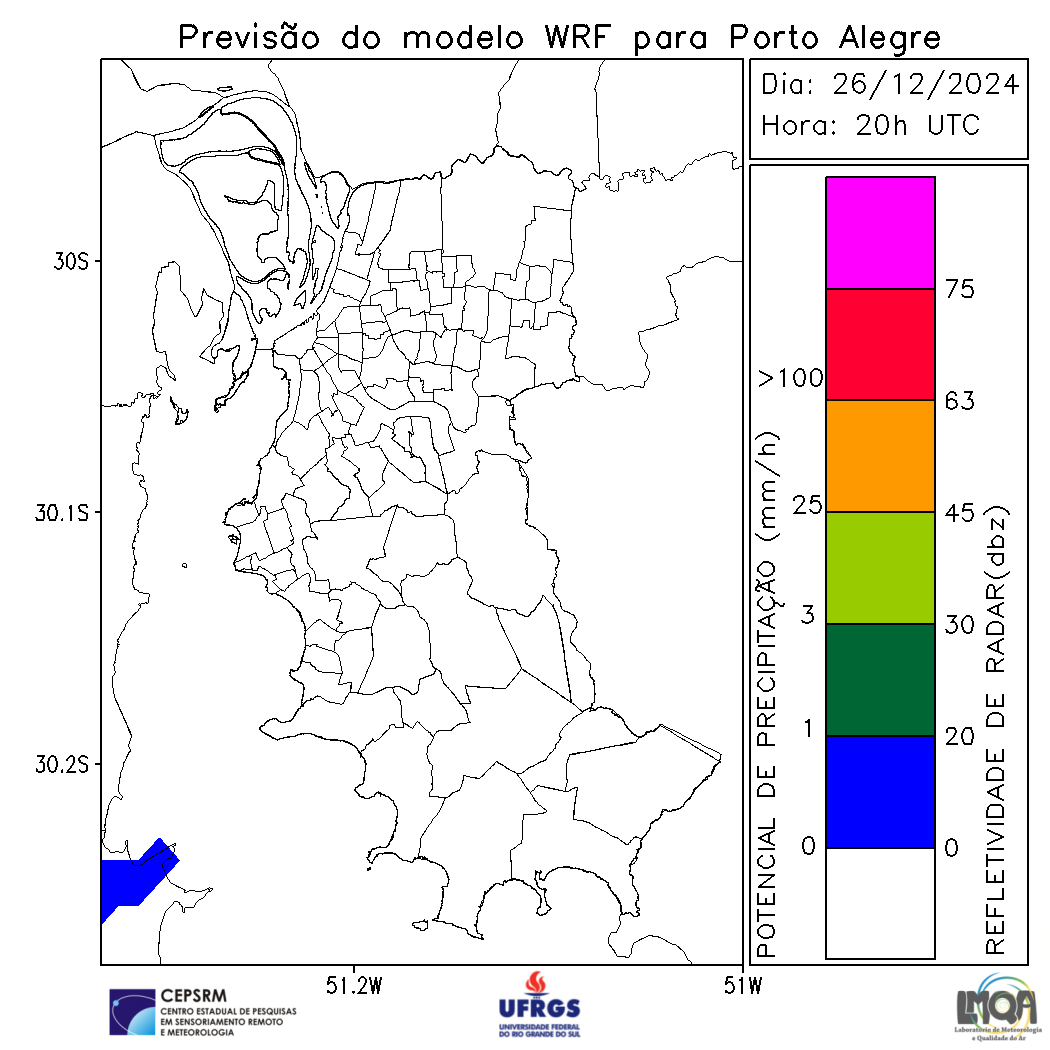 Previsão do modelo WRF para Porto Alegre
Dia: 26/12/2024
Hora: 20h UTC
30S
30.1S
30.2S
51.2W
51W
POTENCIAL DE PRECIPITAÇÃO (mm/h)
>100
25
3
1
0
75
63
45
30
20
0
REFLETIVIDADE DE RADAR(dbz)
CEPSRM
CENTRO ESTADUAL DE PESQUISAS
EM SENSORIAMENTO REMOTO
E METEOROLOGIA
UFRGS
UNIVERSIDADE FEDERAL
DO RIO GRANDE DO SUL
LMQA
Laboratório de Meteorologia
e Qualidade do Ar